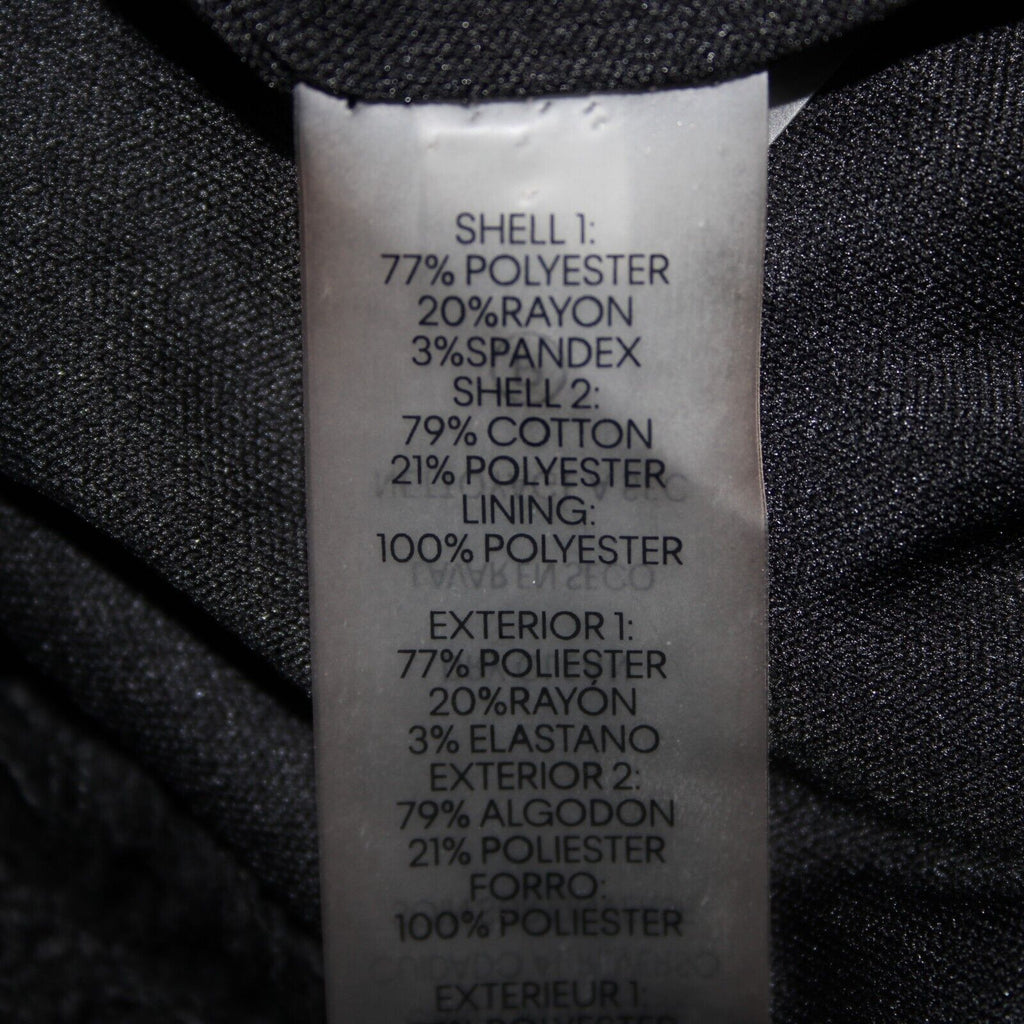 SHELL 1:
77% POLYESTER
20%RAYON
3%SPANDEX
SHELL 2:
79% COTTON
21% POLYESTER
LINING:
100% POLYESTER
EXTERIOR 1:
77% POLIESTER
20%RAYÓN
3% ELASTANO
EXTERIOR 2:
79% ALGODON
21% POLIESTER
FORRO:
100% POLIESTER
EXTERIEUR 1:
POLYESTER